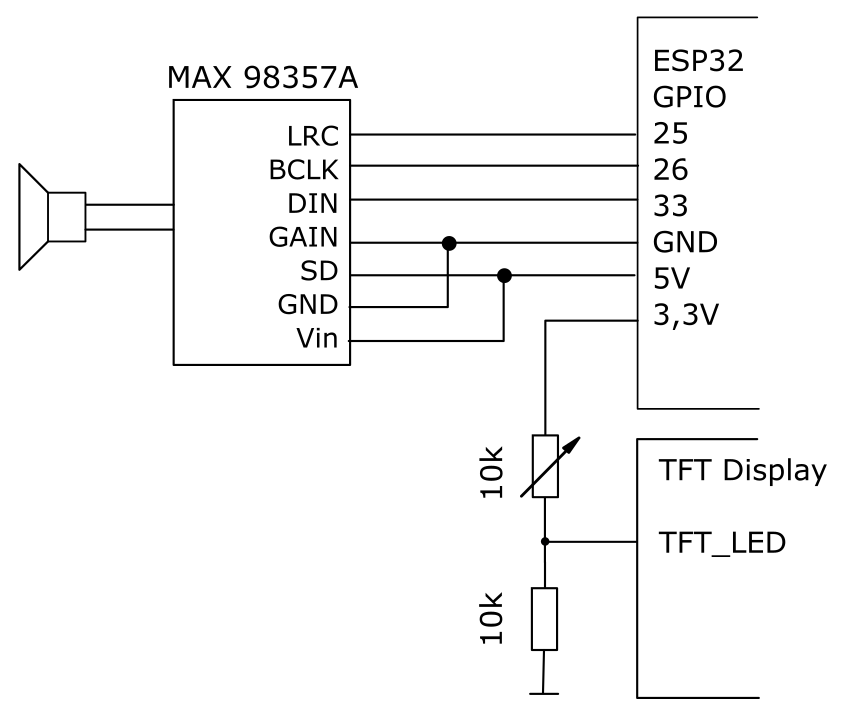 MAX 98357A
LRC
BCLK
DIN
GAIN
SD
GND
Vin
ESP32
GPIO
25
26
33
GND
5V
3,3V
10k
10k
TFT Display
TFT_LED